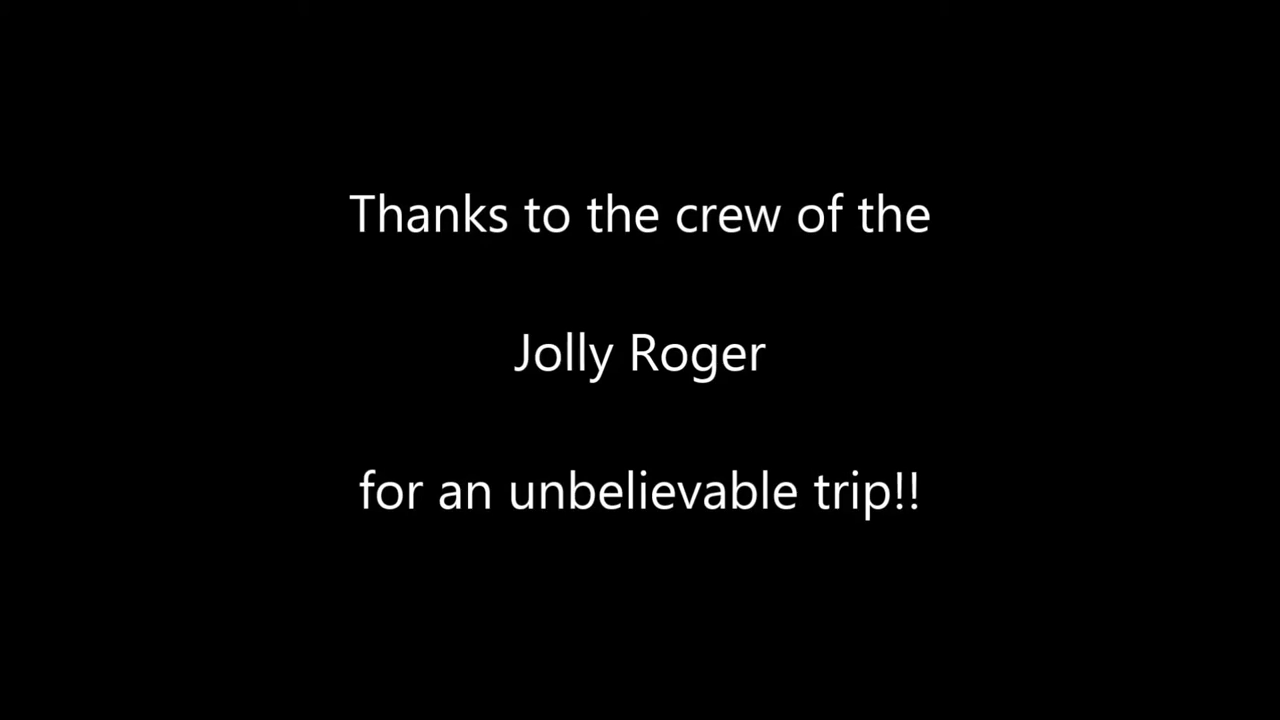 Thanks to the crew of the
Jolly Roger
for an unbelievable trip!!